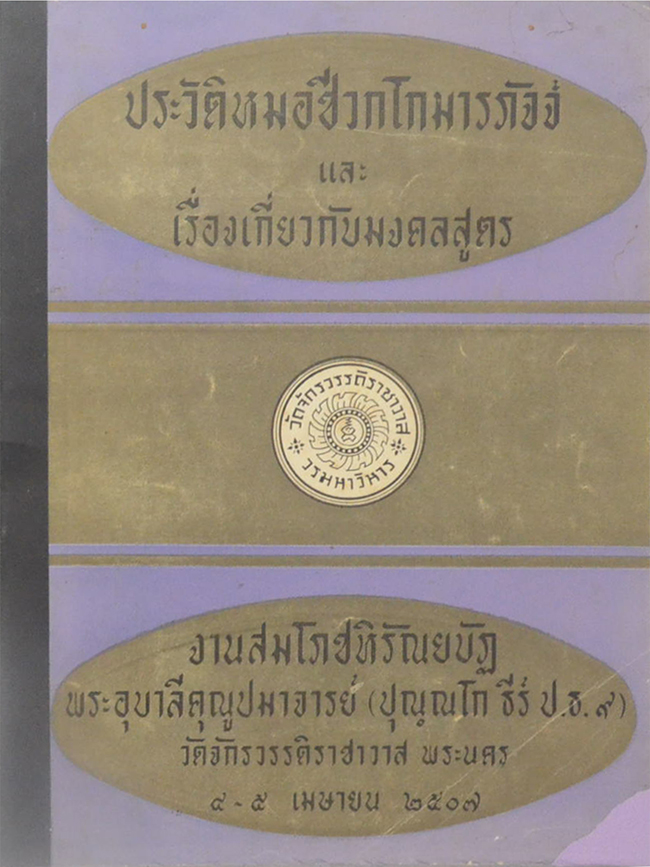 ประวัติหมอชีวกโกมารภัจจ์
และ
เรื่องเกี่ยวกับมงคลสูตร
วัดจักรวรรดิราชาวาส
วรมหาวิหาร
งานสมโภชหิรัณยบัฏ
พระอุบาลีคุณูปมาจารย์ (ปุณฺณโก ธีร์ ป.ธ.๙)
วัดจักรวรรดิราชาวาส พระนคร
๔-๕ เมษายน ๒๕๐๗